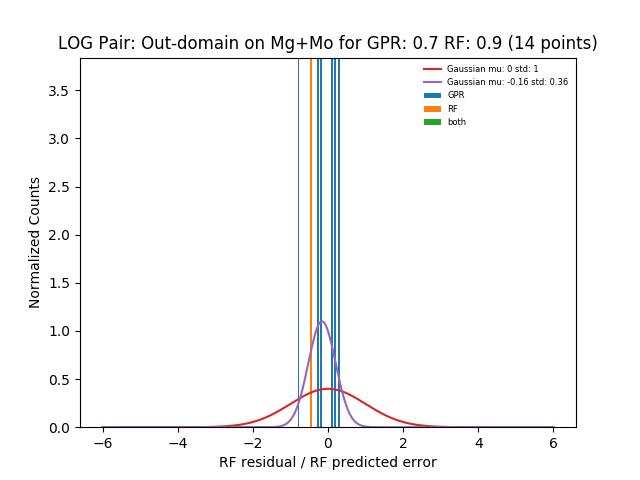 LOG Pair: Out-domain on Mg+Mo for GPR: 0.7 RF: 0.9 (14 points)
Gaussian mu: 0 std: 1
Gaussian mu: -0.16 std: 0.36
GPR
RF
both
Normalized Counts
3.5
3.0
2.5
2.0
1.5
1.0
0.5
0.0
−6 −4 −2 0 2 4 6
RF residual / RF predicted error